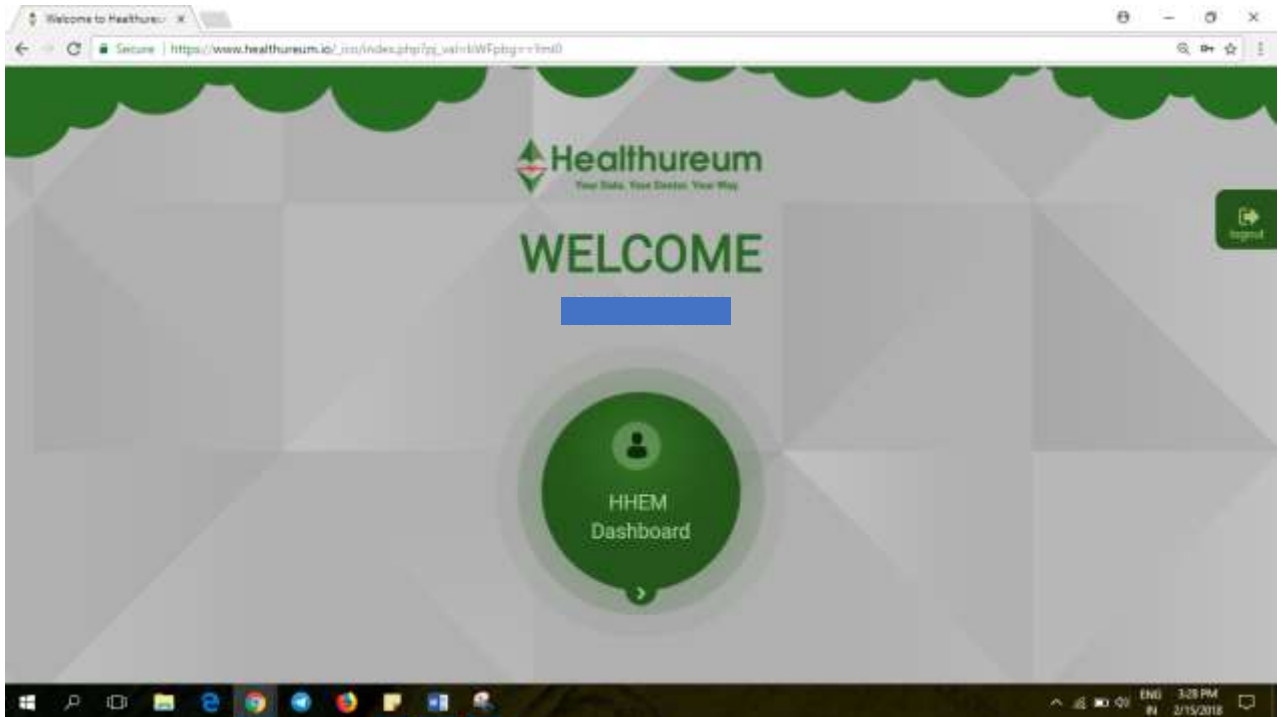 Welcome to Healthureu
Secure | https://www.healthureum.io/
Healthureum
Your Data. Your Doctor. Your Way.
WELCOME
logout
HHEM
Dashboard
ENG 3:28 PM
IN 2/15/2018